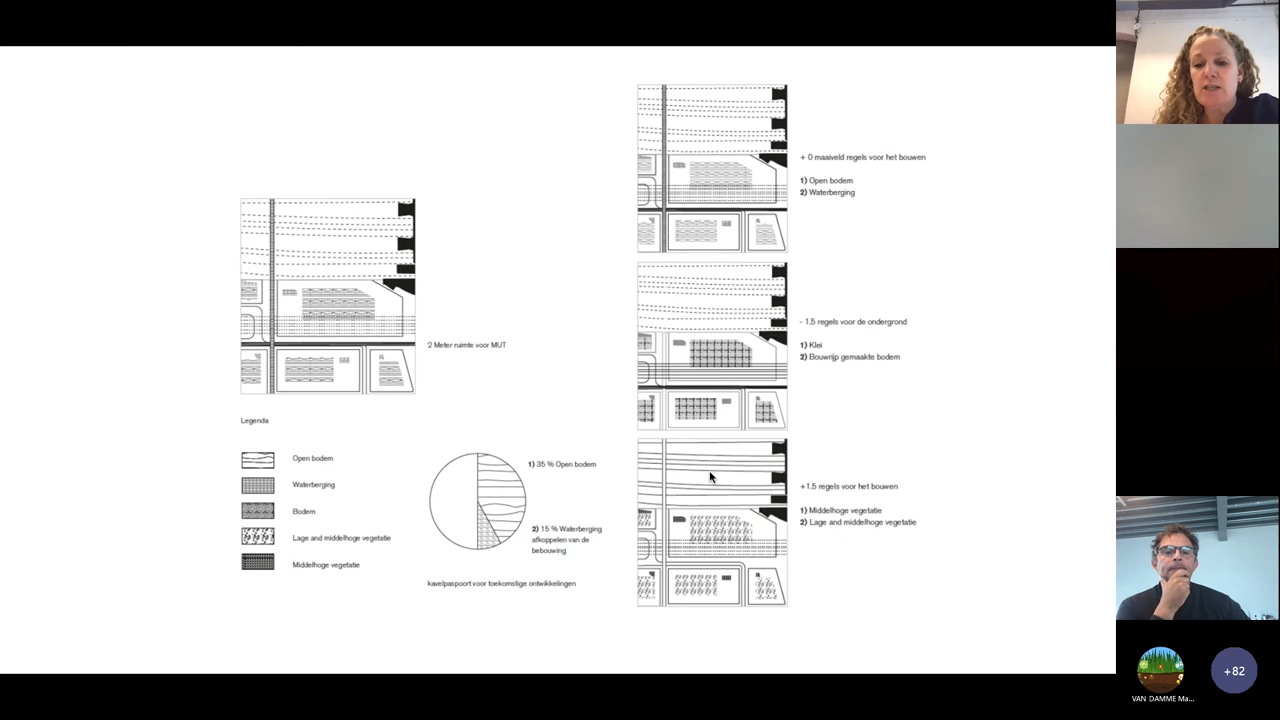 2 Meter ruimte voor MUT
Legenda
Open bodem
Waterberging
Bodem
Lage and middelhoge vegetatie
Middelhoge vegetatie
1) 35 % Open bodem
2) 15 % Waterberging
afkoppelen van de
bebouwing
kavelpaspoort voor toekomstige ontwikkelingen
+ 0 maaiveld regels voor het bouwen
1) Open bodem
2) Waterberging
- 1.5 regels voor de ondergrond
1) Klei
2) Bouwrijp gemaakte bodem
+1.5 regels voor het bouwen
1) Middelhoge vegetatie
2) Lage and middelhoge vegetatie
VAN DAMME Ma...
+82